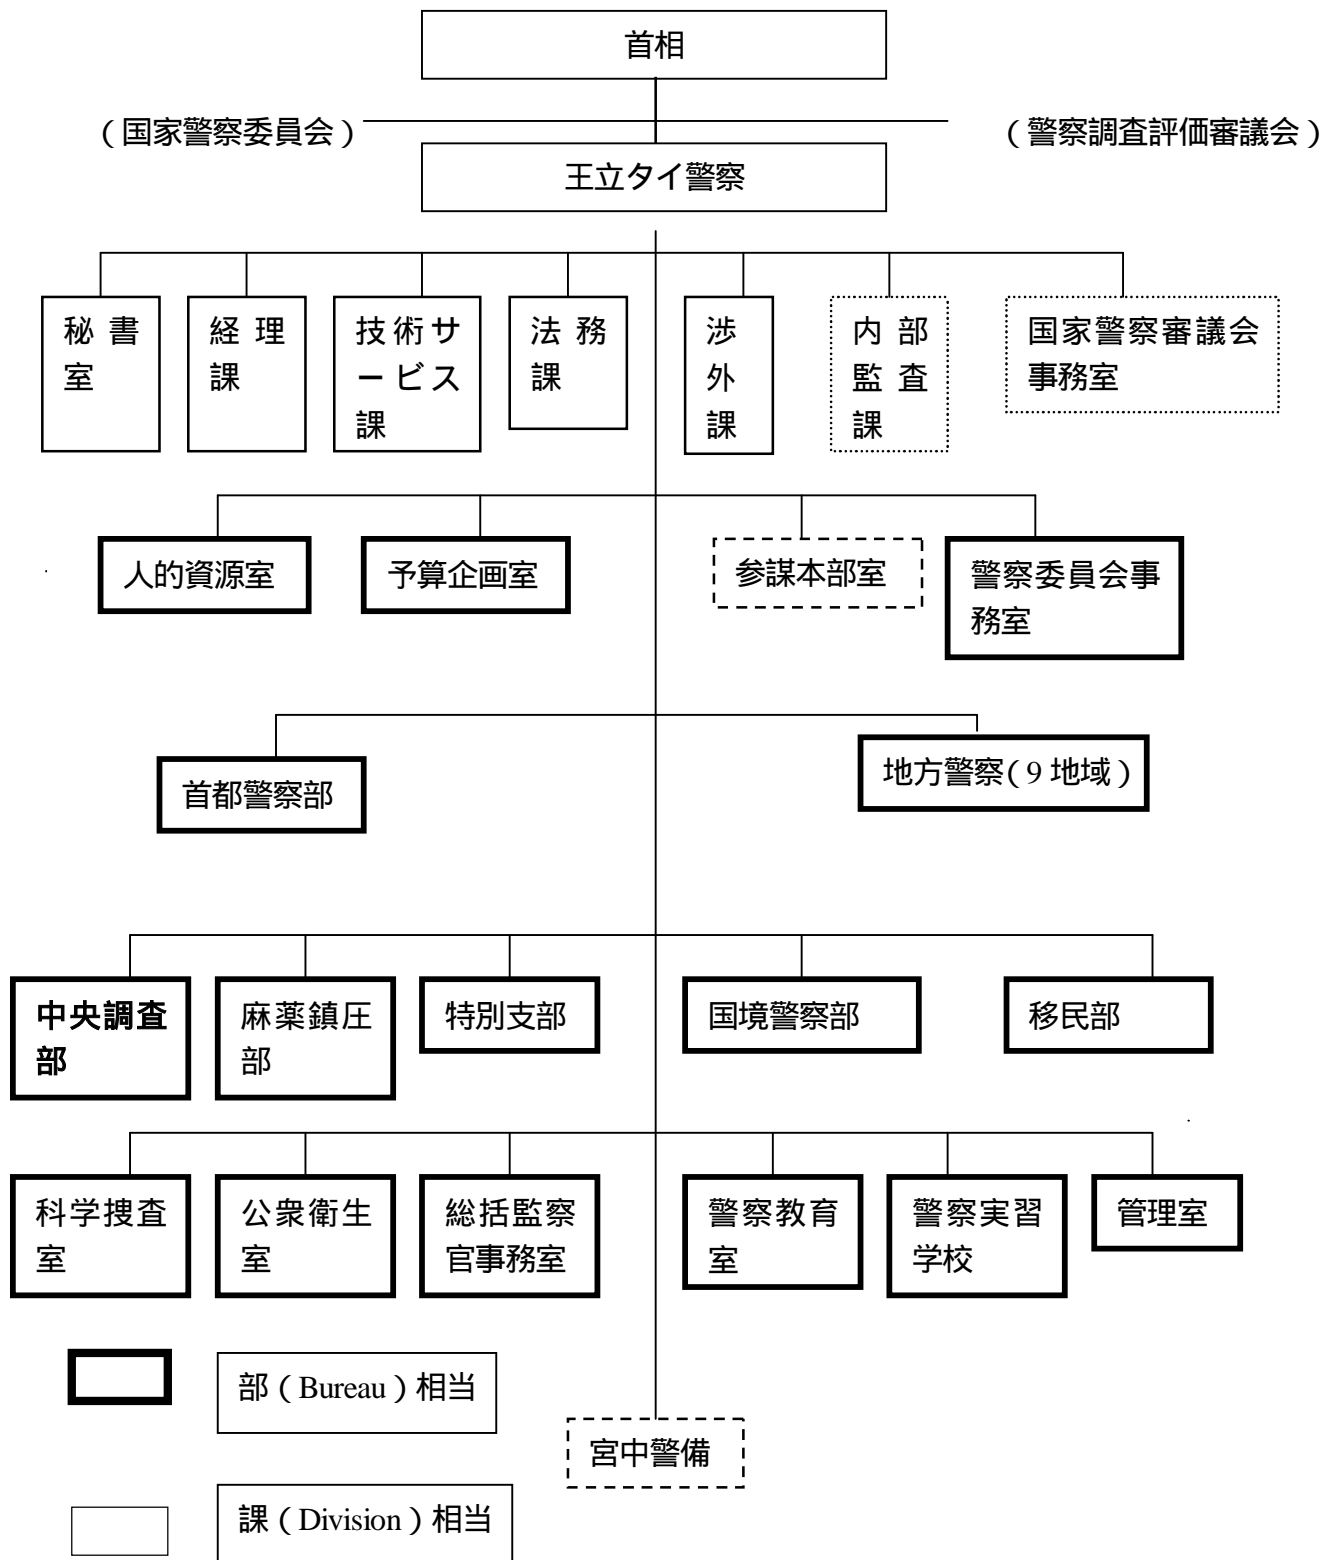 首相
（国家警察委員会）
（警察調査評価審議会）
王立タイ警察
秘書
室
経理
課
技術サ
ービス
課
法務
課
渉
外
課
内部
監査
課
国家警察審議会
事務室
人的資源室
予算企画室
参謀本部室
警察委員会事
務室
首都警察部
地方警察（9 地域）
中央調査
部
麻薬鎮圧
部
特別支部
国境警察部
移民部
科学捜査
室
公衆衛生
室
総括監察
官事務室
警察教育
室
警察実習
学校
管理室
部（Bureau）相当
宮中警備
課（Division）相当